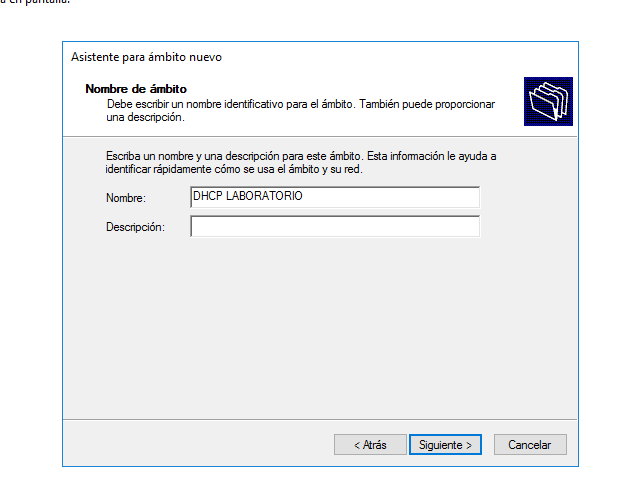 a en pantalla.
Asistente para ámbito nuevo
Nombre de ámbito
Debe escribir un nombre identificativo para el ámbito. También puede proporcionar
una descripción.
Escriba un nombre y una descripción para este ámbito. Esta información le ayuda a
identificar rápidamente cómo se usa el ámbito y su red.
Nombre: DHCP LABORATORIO
Descripción:
< Atrás Siguiente > Cancelar